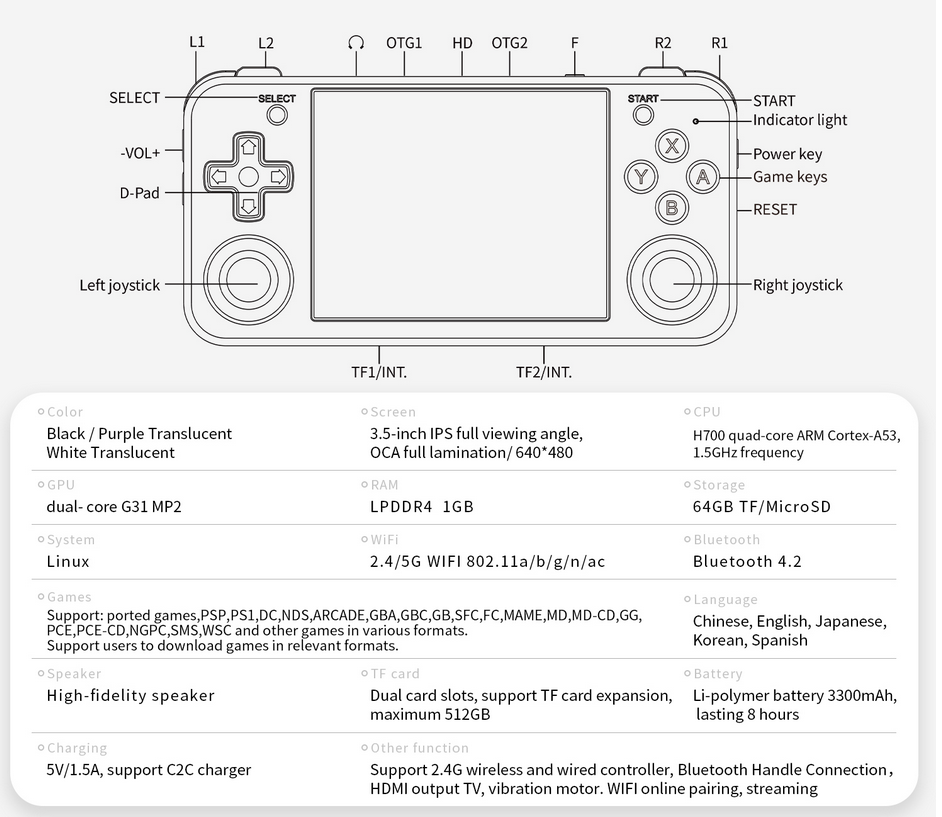 L1
L2
OTG1
HD
OTG2
F
R2
R1
SELECT
SELECT
START
START
Indicator light
-VOL+
Power key
X
Y
A
B
Game keys
D-Pad
RESET
Left joystick
Right joystick
TF1/INT.
TF2/INT.
Color
Black / Purple Translucent
White Translucent
Screen
3.5-inch IPS full viewing angle,
OCA full lamination/ 640*480
CPU
H700 quad-core ARM Cortex-A53,
1.5GHz frequency
GPU
dual- core G31 MP2
RAM
LPDDR4 1GB
Storage
64GB TF/MicroSD
System
Linux
WiFi
2.4/5G WIFI 802.11a/b/g/n/ac
Bluetooth
Bluetooth 4.2
Games
Support: ported games,PSP,PS1,DC,NDS,ARCADE,GBA,GBC,GB,SFC,FC,MAME,MD,MD-CD,GG,
PCE,PCE-CD,NGPC,SMS,WSC and other games in various formats.
Support users to download games in relevant formats.
Language
Chinese, English, Japanese,
Korean, Spanish
Speaker
High-fidelity speaker
TF card
Dual card slots, support TF card expansion,
maximum 512GB
Battery
Li-polymer battery 3300mAh,
lasting 8 hours
Charging
5V/1.5A, support C2C charger
Other function
Support 2.4G wireless and wired controller, Bluetooth Handle Connection，
HDMI output TV, vibration motor. WIFI online pairing, streaming